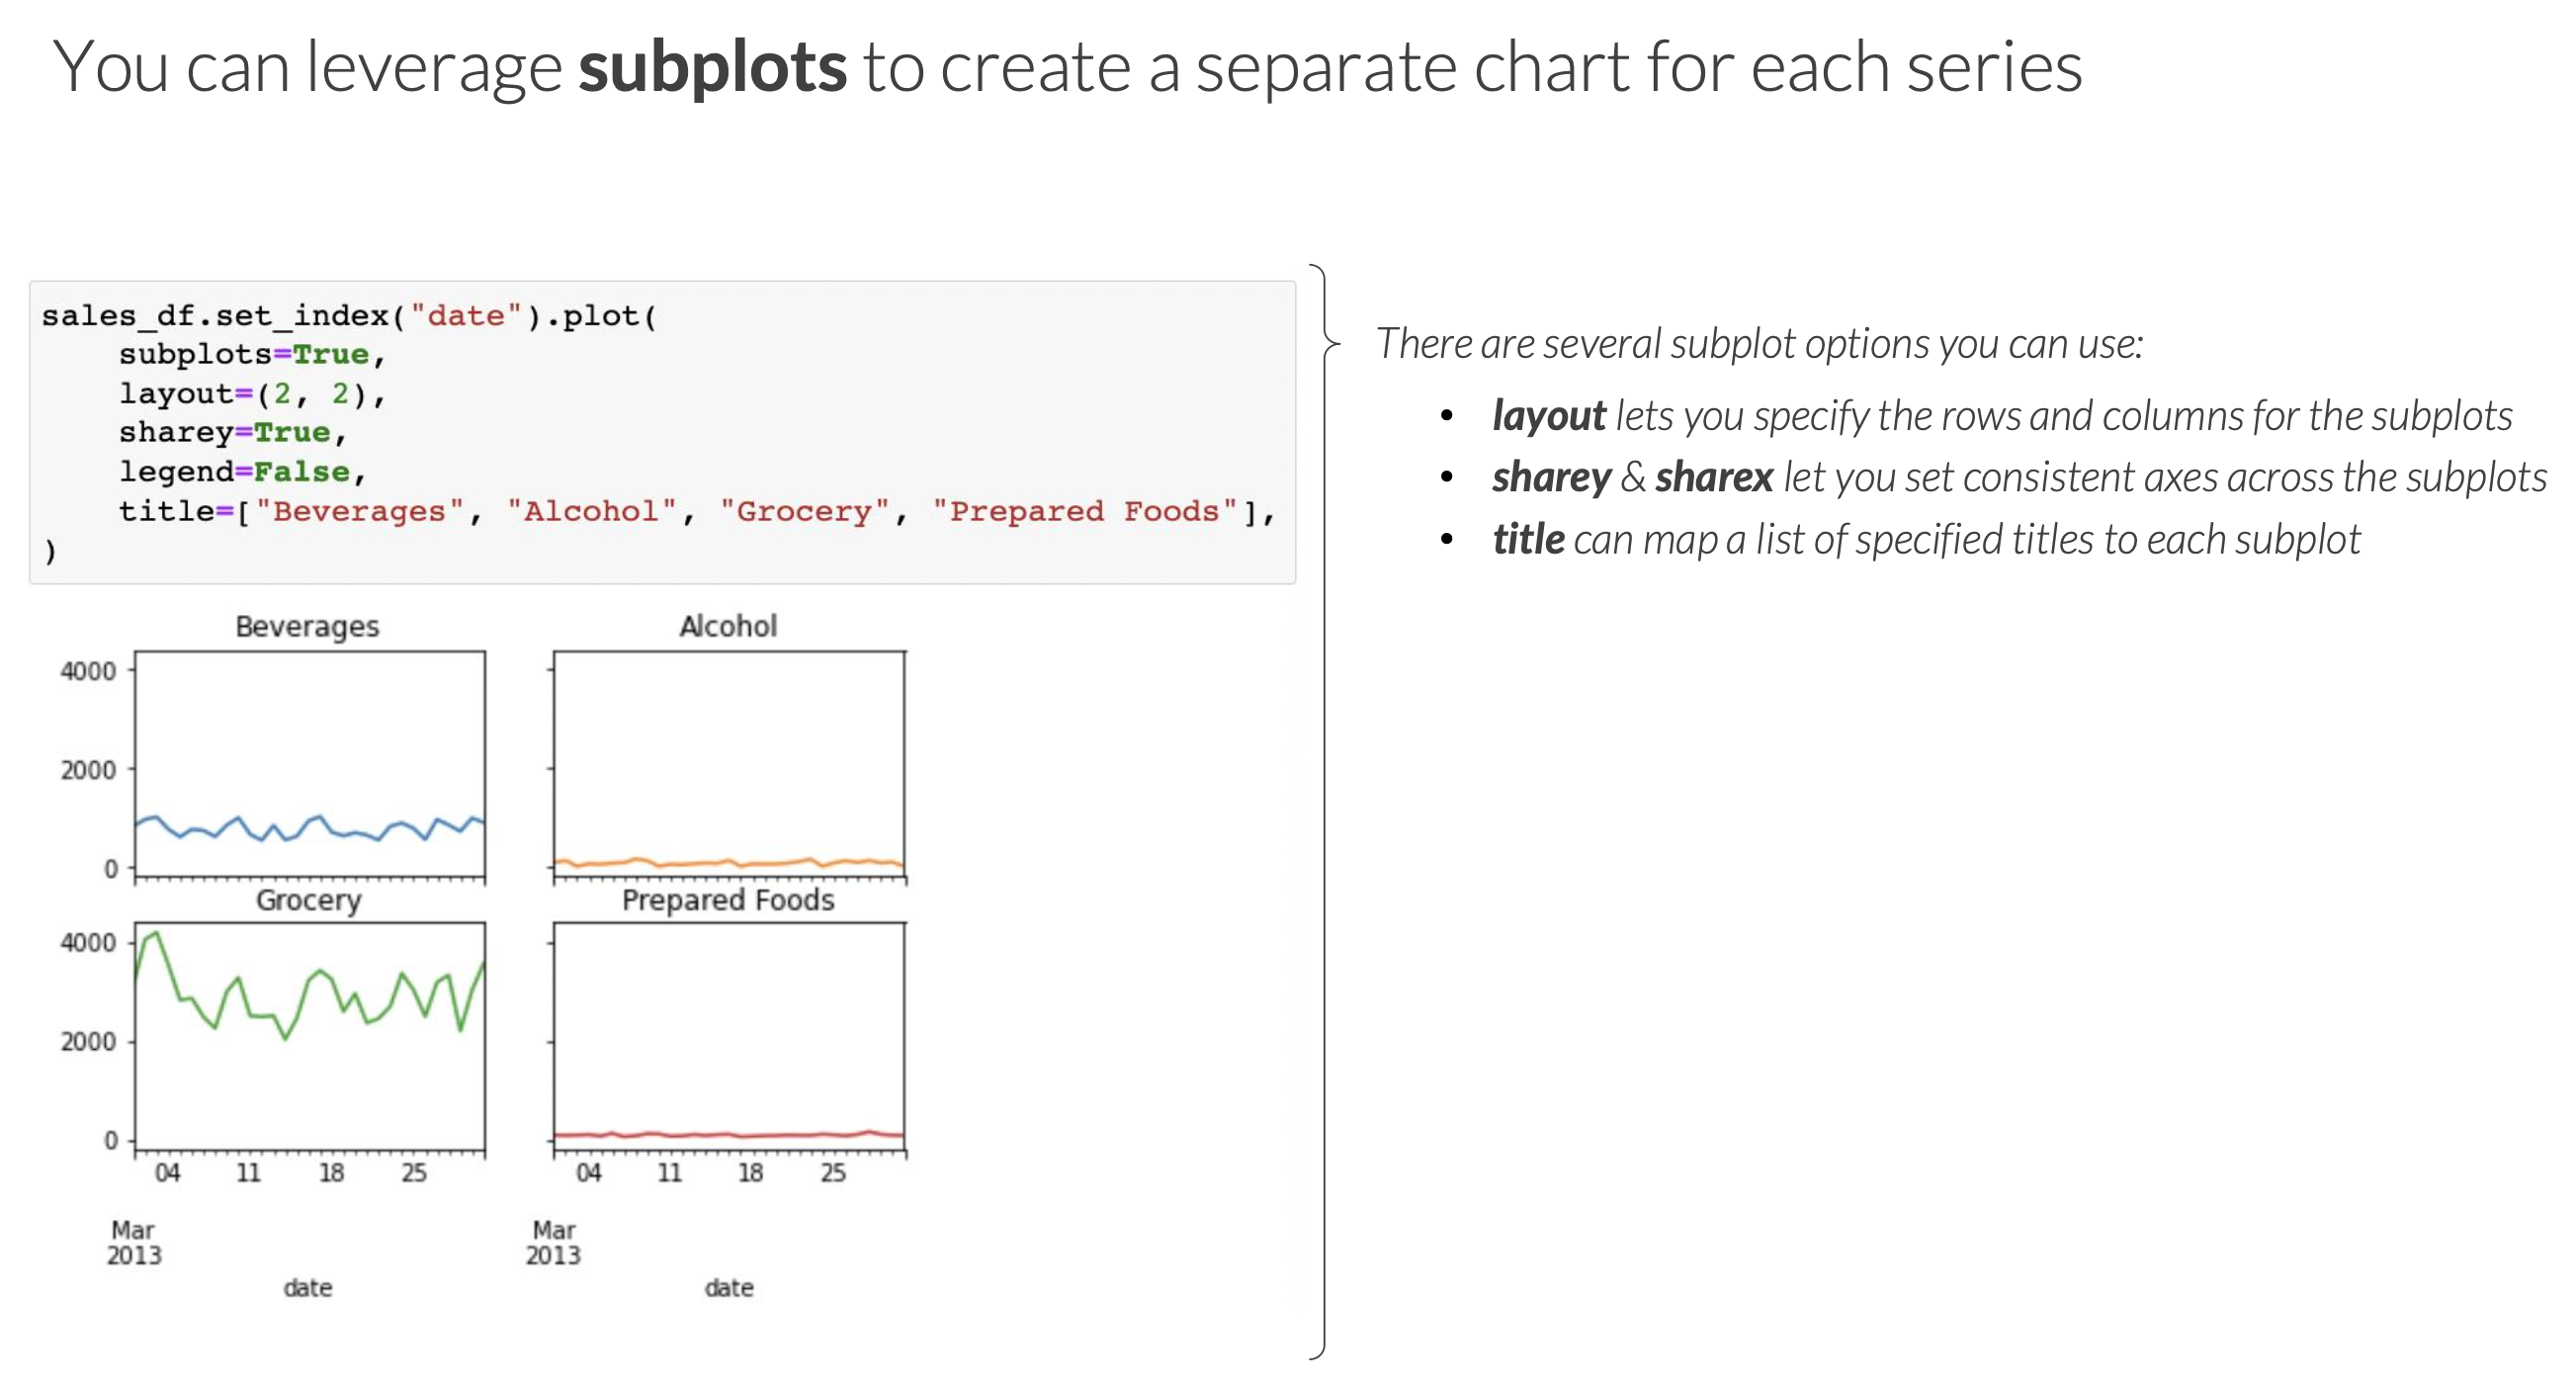 You can leverage subplots to create a separate chart for each series
sales_df.set_index("date").plot(
    subplots=True,
    layout=(2, 2),
    sharey=True,
    legend=False,
    title=["Beverages", "Alcohol", "Grocery", "Prepared Foods"],
)
There are several subplot options you can use:
• layout lets you specify the rows and columns for the subplots
• sharey & sharex let you set consistent axes across the subplots
• title can map a list of specified titles to each subplot
Beverages
4000
2000
0
Alcohol
Grocery
4000
2000
0
04 11 18 25
Mar
2013
date
Prepared Foods
04 11 18 25
Mar
2013
date